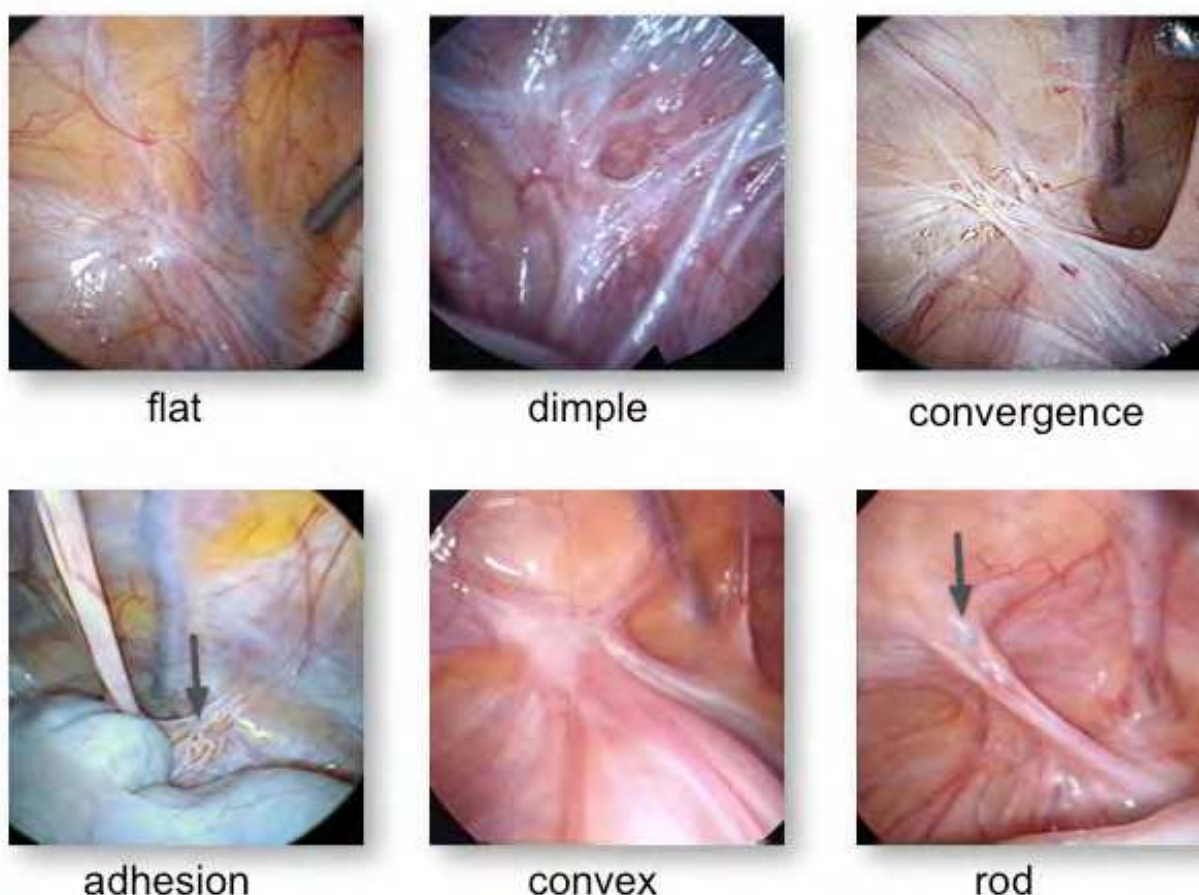 flat
dimple
convergence
adhesion
convex
rod